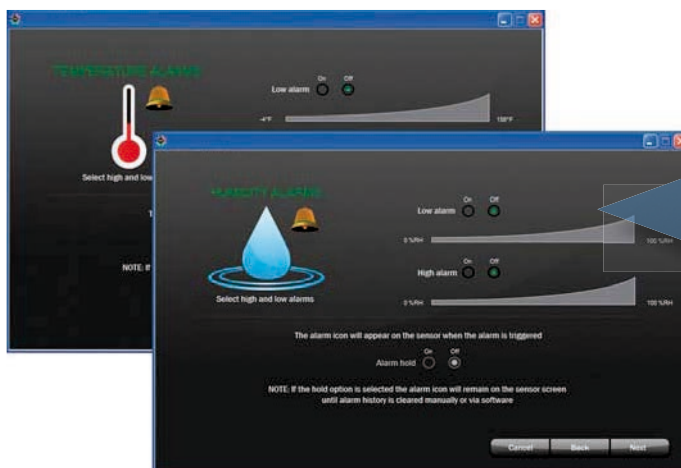 TEMPERATURE ALARMS
On Off
Low alarm
-4°F
Select high and low
NOTE: If
HUMIDITY ALARMS
Select high and low alarms
On Off
Low alarm
0 %RH 100 %RH
High alarm
0 %RH 100 %RH
The alarm icon will appear on the sensor when the alarm is triggered
On Off
Alarm hold
NOTE: If the hold option is selected the alarm icon will remain on the sensor screen
until alarm history is cleared manually or via software
Cancel Back Next